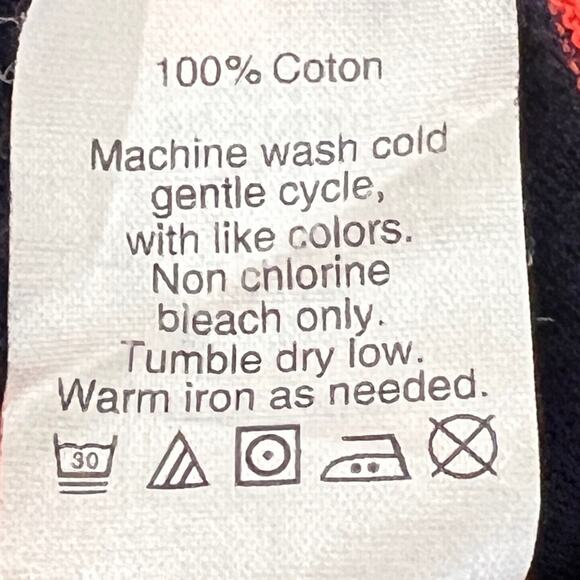 100% Coton
Machine wash cold
gentle cycle,
with like colors.
Non chlorine
bleach only.
Tumble dry low.
Warm iron as needed.
30